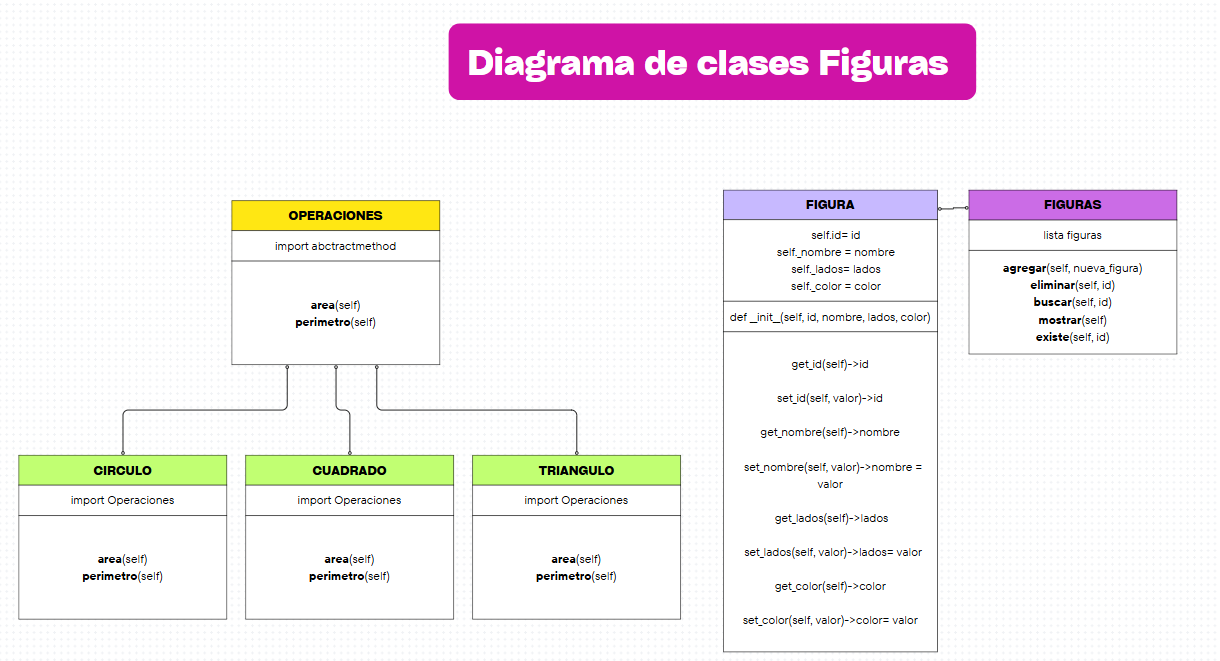 Diagrama de clases Figuras
OPERACIONES
import abctractmethod
area(self)
perimetro(self)
CIRCULO
import Operaciones
area(self)
perimetro(self)
CUADRADO
import Operaciones
area(self)
perimetro(self)
TRIANGULO
import Operaciones
area(self)
perimetro(self)
FIGURA
self.id= id
self._nombre = nombre
self._lados= lados
self._color = color
def _init_(self, id, nombre, lados, color)
get_id(self)->id
set_id(self, valor)->id
get_nombre(self)->nombre
set_nombre(self, valor)->nombre =
valor
get_lados(self)->lados
set_lados(self, valor)->lados= valor
get_color(self)->color
set_color(self, valor)->color= valor
FIGURAS
lista figuras
agregar(self, nueva_figura)
eliminar(self, id)
buscar(self, id)
mostrar(self)
existe(self, id)